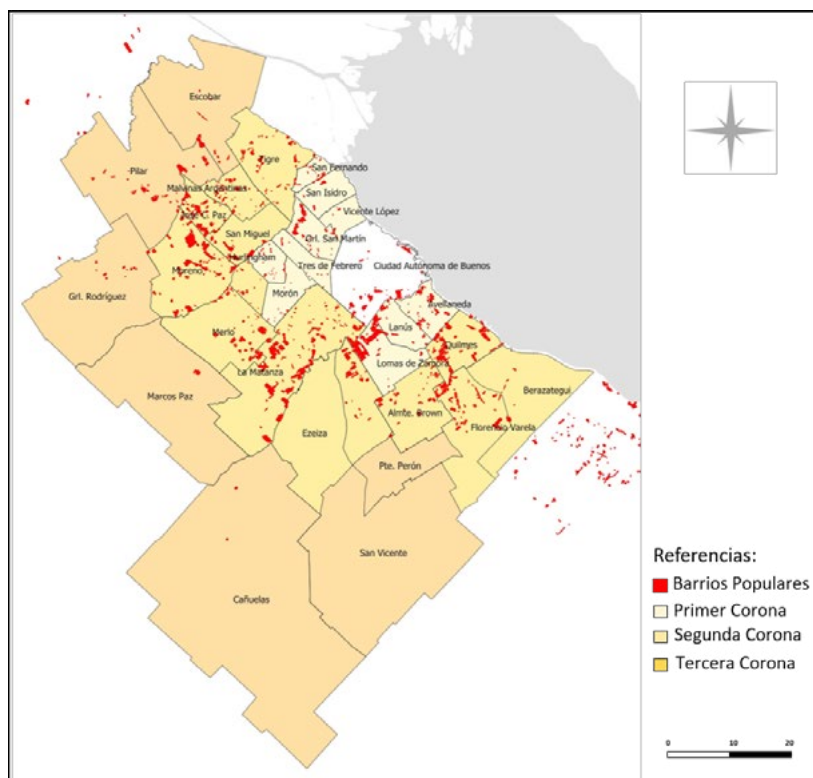 Escobar
Pilar
Tigre
San Fernando
Malvinas Argentinas
San Isidro
José C. Paz
Vicente López
San Miguel
Grl. San Martín
Hurlingham
Tres de Febrero
Ciudad Autónoma de Buenos
Moreno
Morón
Grl. Rodríguez
Avellaneda
Lanús
Merlo
Quilmes
Lomas de Zamora
La Matanza
Marcos Paz
Berazategui
Almte. Brown
Ezeiza
Florencio Varela
Pte. Perón
San Vicente
Cañuelas
Referencias:
Barrios Populares
Primer Corona
Segunda Corona
Tercera Corona
0 10 20